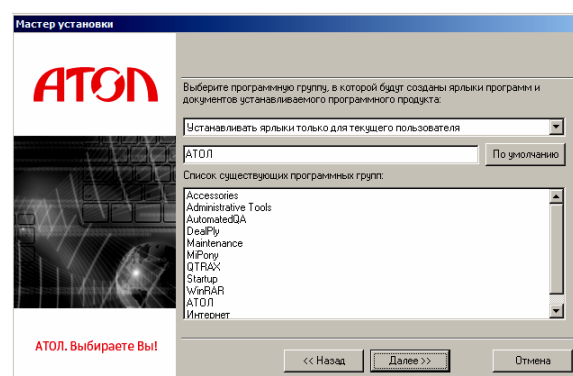 Мастер установки
АТОЛ
Выберите программную группу, в которой будут созданы ярлыки программ и
документов устанавливаемого программного продукта:
Устанавливать ярлыки только для текущего пользователя
АТОЛ
По умолчанию
Список существующих программных групп:
Accessories
Administrative Tools
AutomatedQA
DealPly
Maintenance
MiPony
QTRAX
Startup
WinRAR
АТОЛ
Интернет
АТОЛ. Выбираете Вы!
<< Назад
Далее >>
Отмена